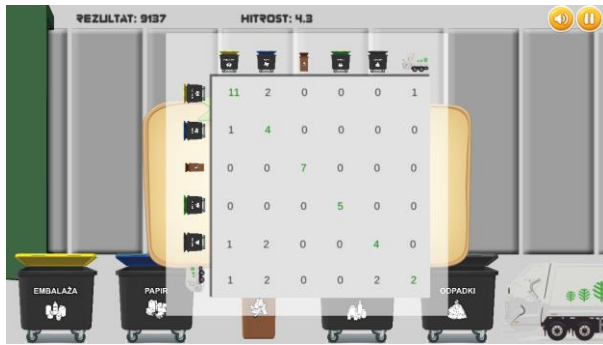 REZULTAT: 9137 HITROST: 4.3
11 2 0 0 0 1
1 4 0 0 0 0
0 0 7 0 0 0
0 0 0 5 0 0
1 2 0 0 4 0
1 2 0 0 2 2
EMBALAŽA PAPIR ODPADKI